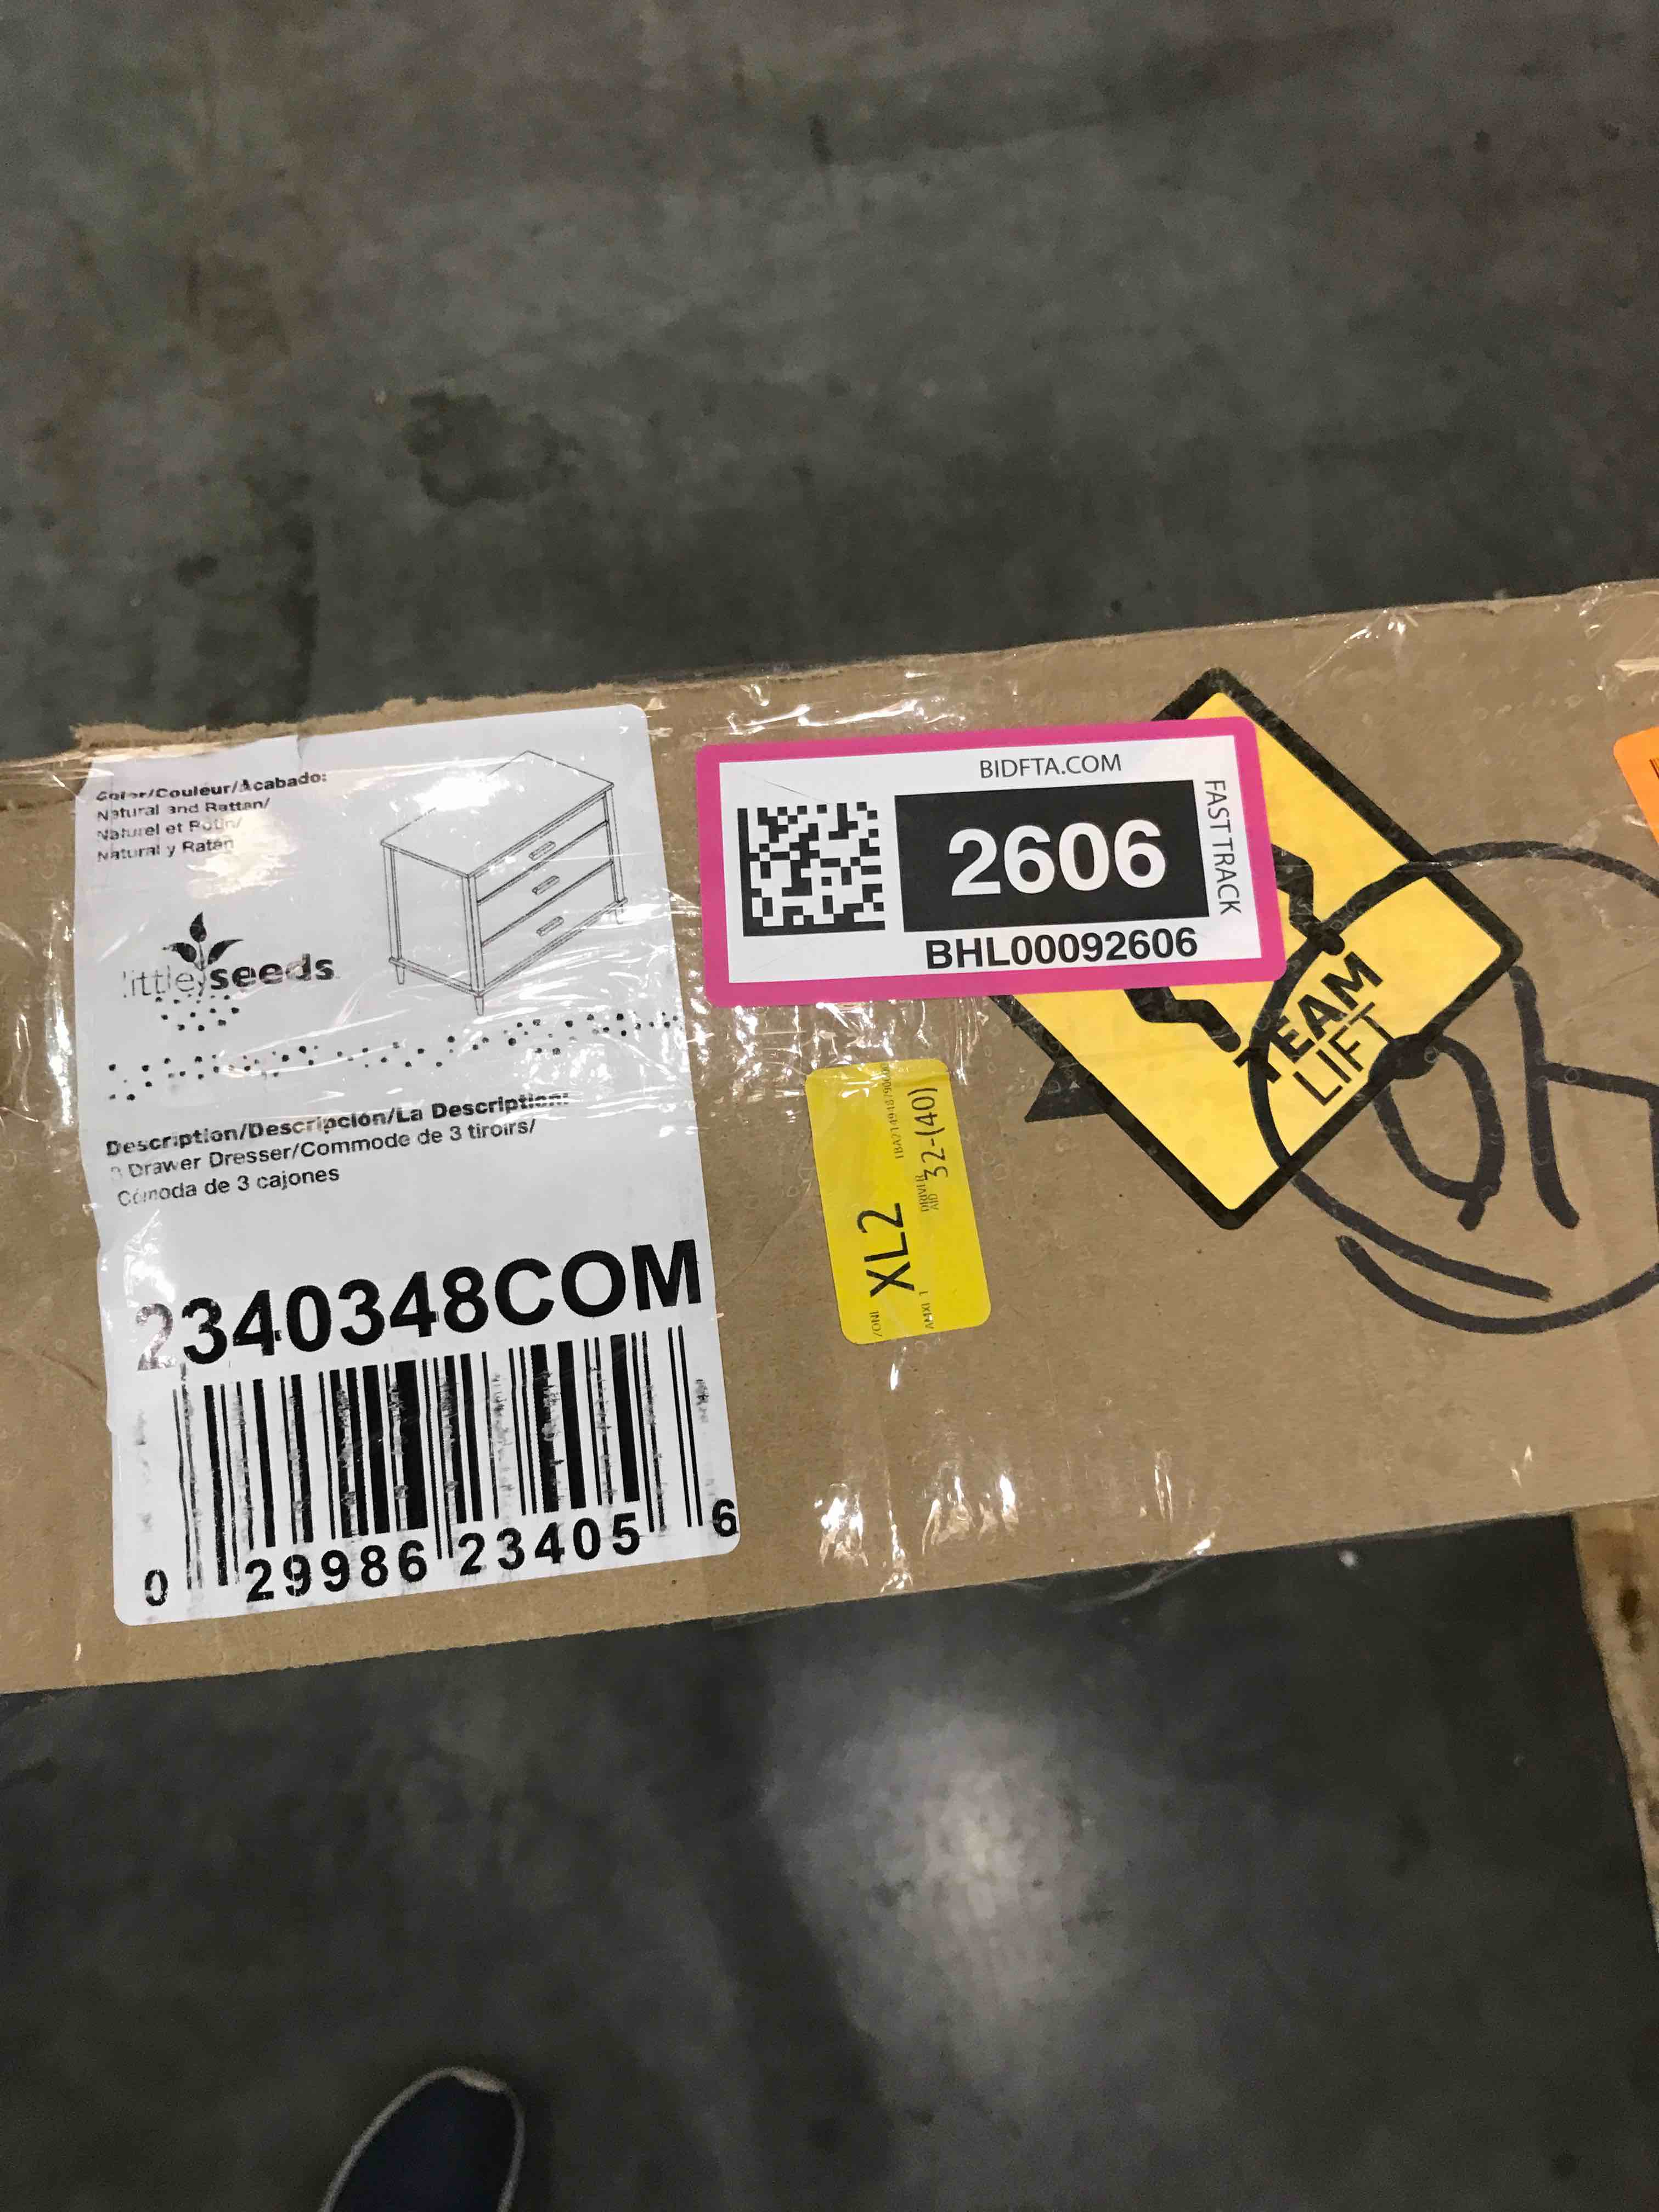 Color/Couleur/Acabado:
Natural and Rattan/
Naturel et Rotin/
Natural y Ratán
little seeds
Description/Descripción/La Description:
3 Drawer Dresser/Commode de 3 tiroirs/
Cómoda de 3 cajones
2340348COM
0 29986 23405 6
BIDFTA.COM
2606
FAST TRACK
BHL00092606
TEAM
LIFT
XL2
32-(40)